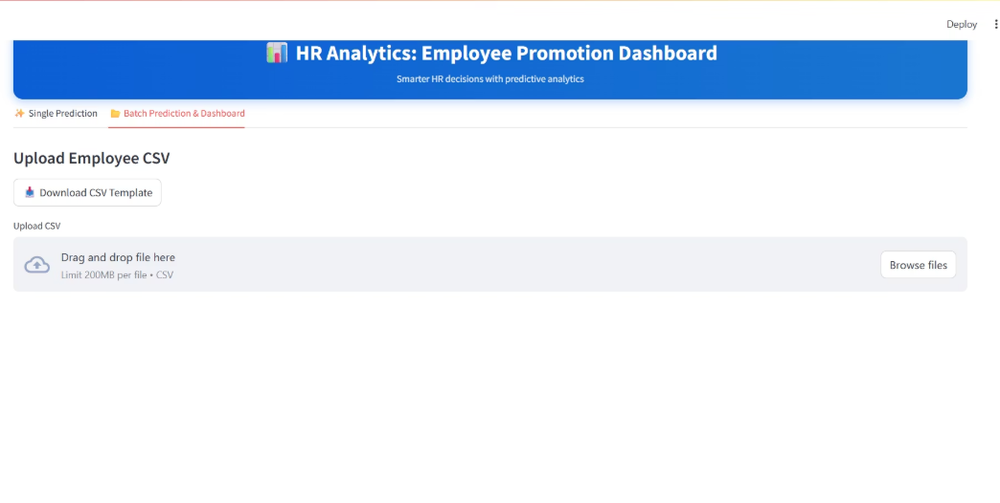 Deploy
HR Analytics: Employee Promotion Dashboard
Smarter HR decisions with predictive analytics
Single Prediction
Batch Prediction & Dashboard
Upload Employee CSV
Download CSV Template
Upload CSV
Drag and drop file here
Limit 200MB per file • CSV
Browse files